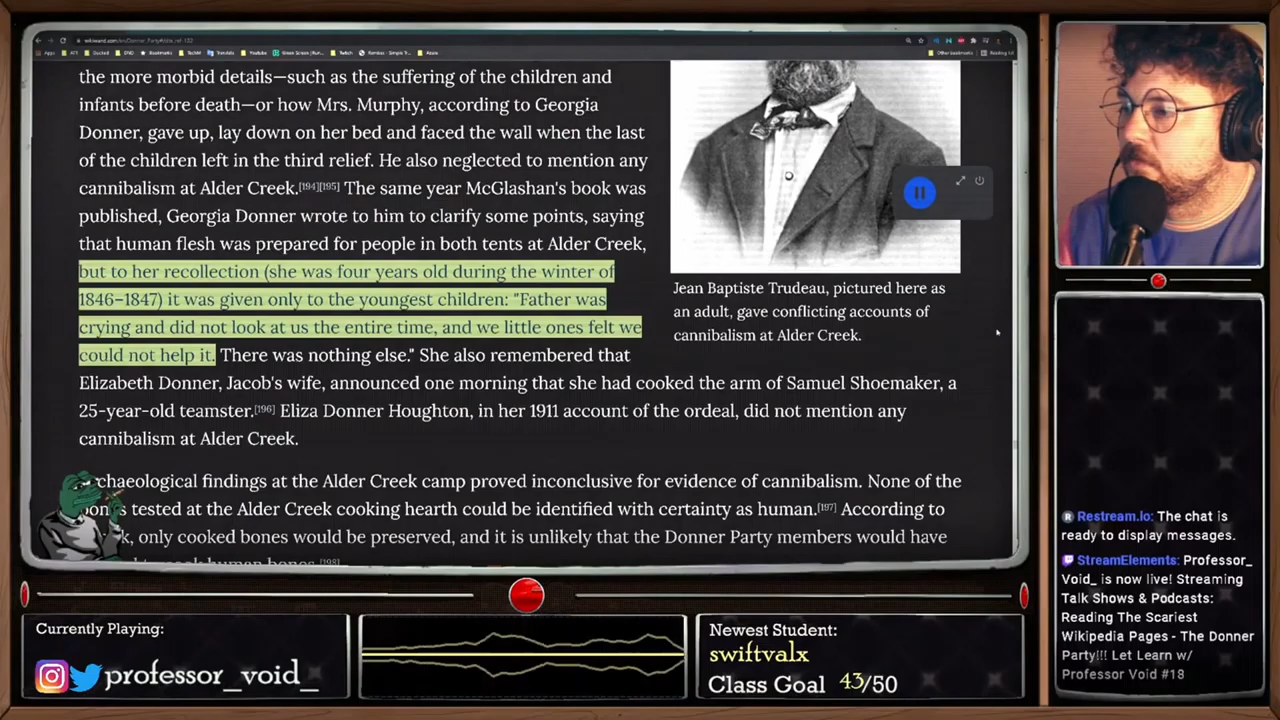 Apps
Bookmarks
Youtube
Twitch
Other bookmarks
the more morbid details—such as the suffering of the children and
infants before death—or how Mrs. Murphy, according to Georgia
Donner, gave up, lay down on her bed and faced the wall when the last
of the children left in the third relief. He also neglected to mention any
cannibalism at Alder Creek.[194][195] The same year McGlashan's book was
published, Georgia Donner wrote to him to clarify some points, saying
that human flesh was prepared for people in both tents at Alder Creek,
but to her recollection (she was four years old during the winter of
1846–1847) it was given only to the youngest children: "Father was
crying and did not look at us the entire time, and we little ones felt we
could not help it. There was nothing else." She also remembered that
Elizabeth Donner, Jacob's wife, announced one morning that she had cooked the arm of Samuel Shoemaker, a
25-year-old teamster.[196] Eliza Donner Houghton, in her 1911 account of the ordeal, did not mention any
cannibalism at Alder Creek.
Jean Baptiste Trudeau, pictured here as
an adult, gave conflicting accounts of
cannibalism at Alder Creek.
chaeological findings at the Alder Creek camp proved inconclusive for evidence of cannibalism. None of the
bones tested at the Alder Creek cooking hearth could be identified with certainty as human.[197] According to
k, only cooked bones would be preserved, and it is unlikely that the Donner Party members would have
human bones.[198]
Restream.io: The chat is
ready to display messages.
StreamElements: Professor_
Void_ is now live! Streaming
Talk Shows & Podcasts:
Reading The Scariest
Wikipedia Pages - The Donner
Party!!! Let Learn w/
Professor Void #18
Currently Playing:
professor_void_
Newest Student:
swiftvalx
Class Goal 43/50